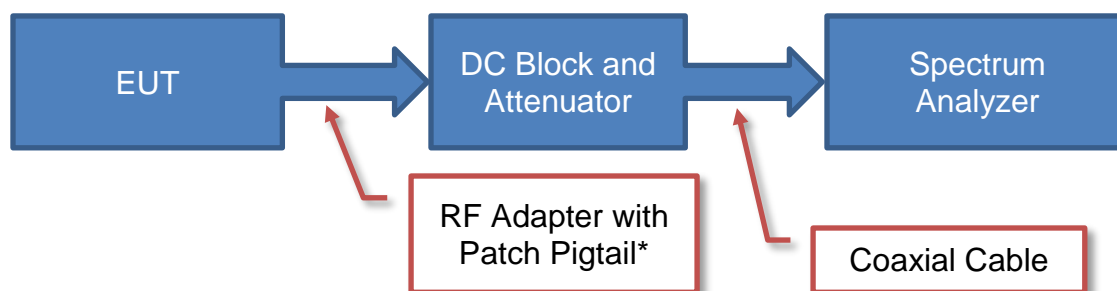 EUT
DC Block and
Attenuator
Spectrum
Analyzer
RF Adapter with
Patch Pigtail*
Coaxial Cable